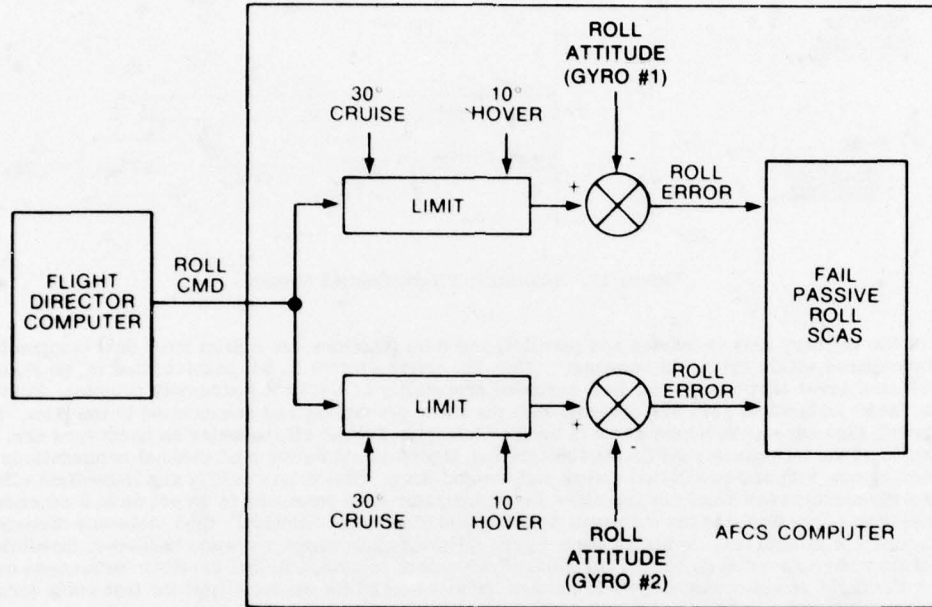 ROLL
ATTITUDE
(GYRO #1)
30°
CRUISE
10°
HOVER
-
ROLL
ERROR
+
LIMIT
FLIGHT
DIRECTOR
COMPUTER
ROLL
CMD
FAIL
PASSIVE
ROLL
SCAS
LIMIT
ROLL
ERROR
+
-
30°
CRUISE
10°
HOVER
ROLL
ATTITUDE
(GYRO #2)
AFCS COMPUTER